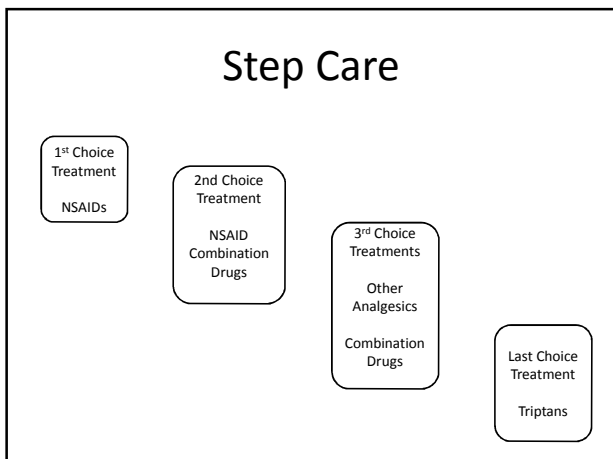 Step Care
1st Choice
Treatment
NSAIDs
2nd Choice
Treatment
NSAID
Combination
Drugs
3rd Choice
Treatments
Other
Analgesics
Combination
Drugs
Last Choice
Treatment
Triptans